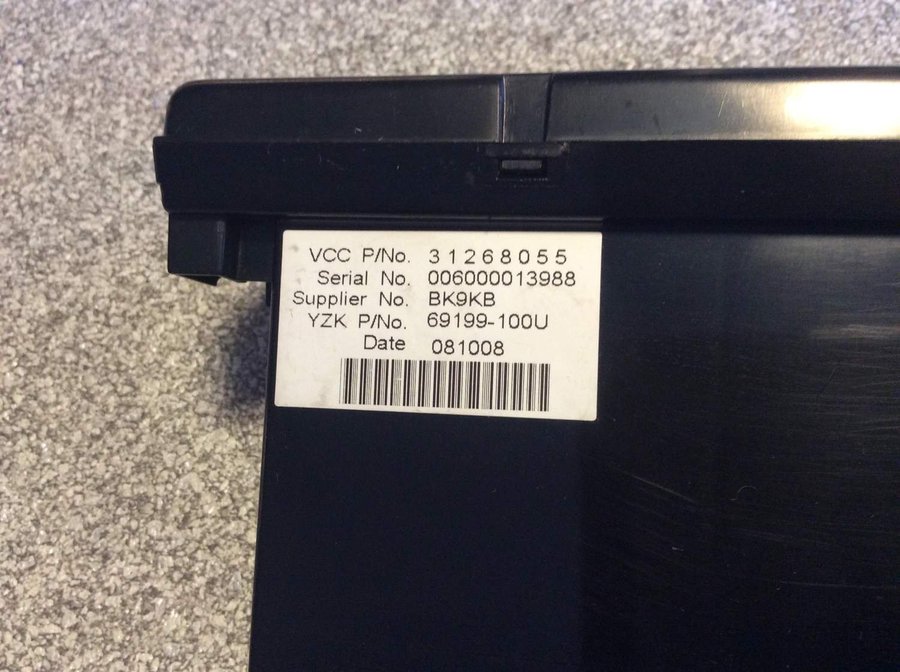 VCC P/No. 31268055
Serial No. 006000013988
Supplier No. BK9KB
YZK P/No. 69199-100U
Date 081008